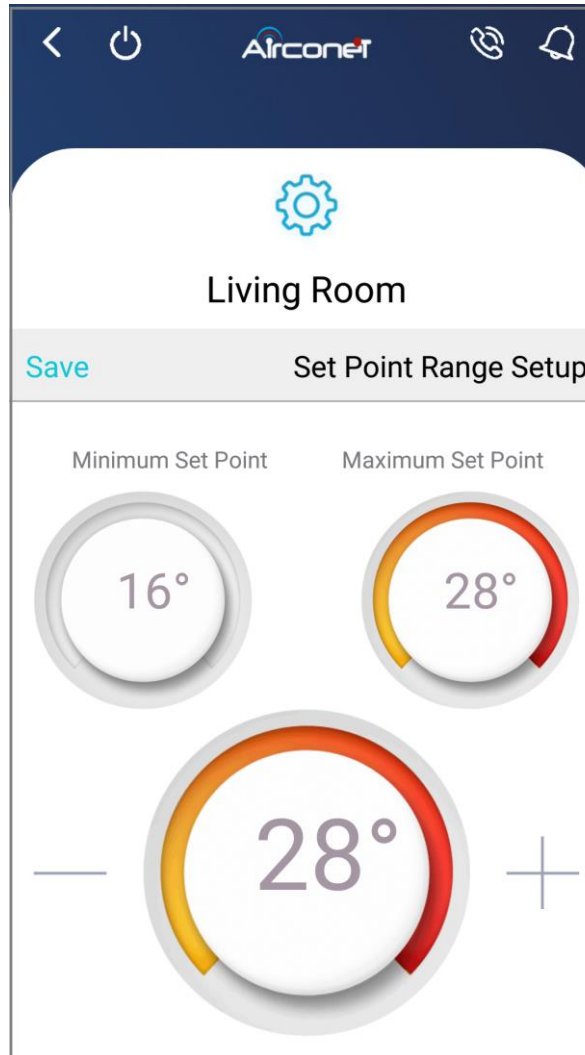 Airconet
Living Room
Save Set Point Range Setup
Minimum Set Point Maximum Set Point
16° 28°
28°